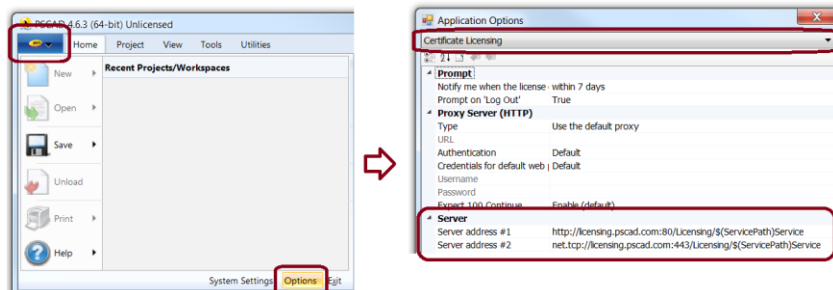 PSCAD 4.6.3 (64-bit) Unlicensed
Home Project View Tools Utilities
New
Open
Save
Unload
Print
Help
Recent Projects/Workspaces
System Settings Options Exit
Application Options
Certificate Licensing
Prompt
Notify me when the license within 7 days
Prompt on 'Log Out' True
Proxy Server (HTTP)
Type Use the default proxy
URL
Authentication Default
Credentials for default web Default
Username
Password
Expect 100 Continue Enable (default)
Server
Server address #1 http://licensing.pscad.com:80/Licensing/$(ServicePath)Service
Server address #2 net.tcp://licensing.pscad.com:443/Licensing/$(ServicePath)Service